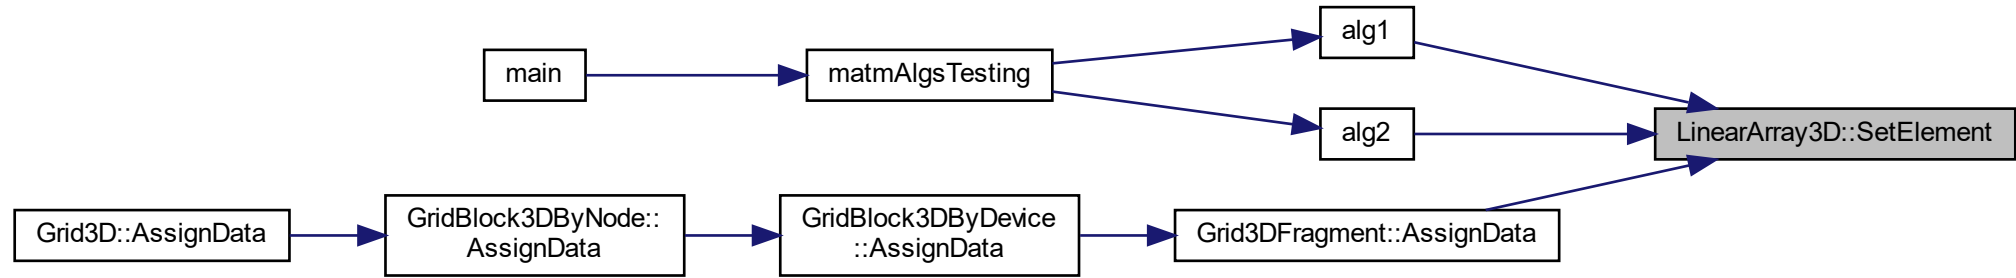 alg1
main
matmAlgsTesting
alg2
LinearArray3D::SetElement
Grid3D::AssignData
GridBlock3DByNode::
AssignData
GridBlock3DByDevice
::AssignData
Grid3DFragment::AssignData